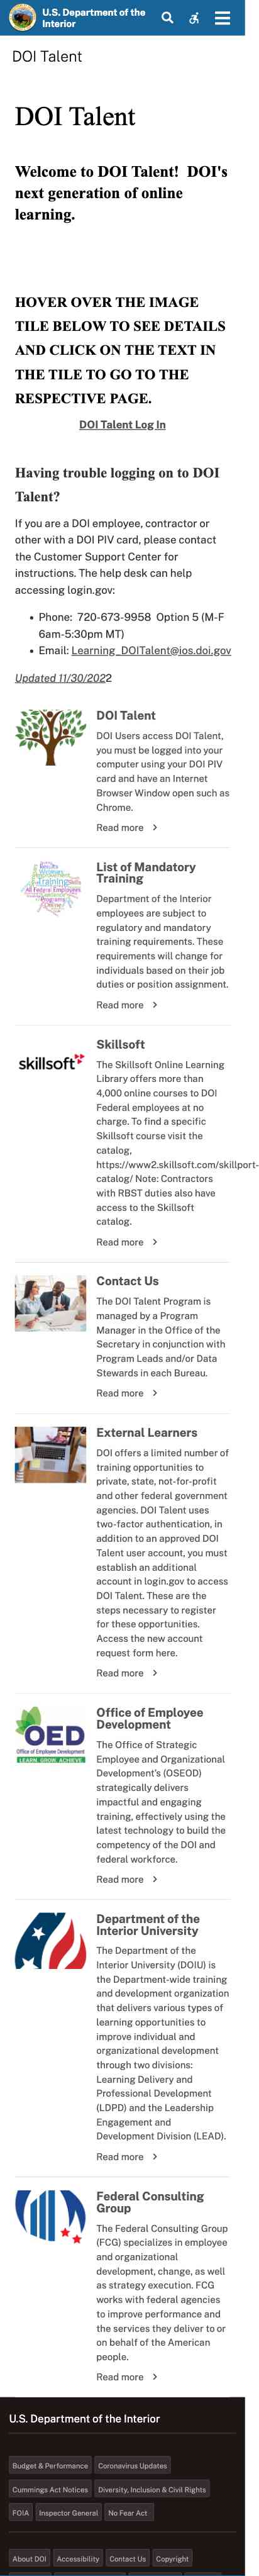 U.S. Department of the
Interior
DOI Talent
DOI Talent
Welcome to DOI Talent!  DOI's
next generation of online
learning.
HOVER OVER THE IMAGE
TILE BELOW TO SEE DETAILS
AND CLICK ON THE TEXT IN
THE TILE TO GO TO THE
RESPECTIVE PAGE.
DOI Talent Log In
Having trouble logging on to DOI
Talent?
If you are a DOI employee, contractor or
other with a DOI PIV card, please contact
the Customer Support Center for
instructions. The help desk can help
accessing login.gov:
• Phone:  720-673-9958  Option 5 (M-F
6am-5:30pm MT)
• Email: Learning_DOITalent@ios.doi.gov
Updated 11/30/2022
DOI Talent
DOI Users access DOI Talent,
you must be logged into your
computer using your DOI PIV
card and have an Internet
Browser Window open such as
Chrome.
Read more
List of Mandatory
Training
Department of the Interior
employees are subject to
regulatory and mandatory
training requirements. These
requirements will change for
individuals based on their job
duties or position assignment.
Read more
skillsoft
Skillsoft
The Skillsoft Online Learning
Library offers more than
4,000 online courses to DOI
Federal employees at no
charge. To find a specific
Skillsoft course visit the
catalog,
https://www2.skillsoft.com/skillport-
catalog/ Note: Contractors
with RBST duties also have
access to the Skillsoft
catalog.
Read more
Contact Us
The DOI Talent Program is
managed by a Program
Manager in the Office of the
Secretary in conjunction with
Program Leads and/or Data
Stewards in each Bureau.
Read more
External Learners
DOI offers a limited number of
training opportunities to
private, state, not-for-profit
and other federal government
agencies. DOI Talent uses
two-factor authentication, in
addition to an approved DOI
Talent user account, you must
establish an additional
account in login.gov to access
DOI Talent. These are the
steps necessary to register
for these opportunities.
Access the new account
request form here.
Read more
OED
Office of Employee Development
LEARN. GROW. ACHIEVE.
Office of Employee
Development
The Office of Strategic
Employee and Organizational
Development's (OSEOD)
strategically delivers
impactful and engaging
training, effectively using the
latest technology to build the
competency of the DOI and
federal workforce.
Read more
Department of the
Interior University
The Department of the
Interior University (DOIU) is
the Department-wide training
and development organization
that delivers various types of
learning opportunities to
improve individual and
organizational development
through two divisions:
Learning Delivery and
Professional Development
(LDPD) and the Leadership
Engagement and
Development Division (LEAD).
Read more
Federal Consulting
Group
The Federal Consulting Group
(FCG) specializes in employee
and organizational
development, change, as well
as strategy execution. FCG
works with federal agencies
to improve performance and
the services they deliver to or
on behalf of the American
people.
Read more
U.S. Department of the Interior
Budget & Performance Coronavirus Updates
Cummings Act Notices Diversity, Inclusion & Civil Rights
FOIA Inspector General No Fear Act
About DOI Accessibility Contact Us Copyright